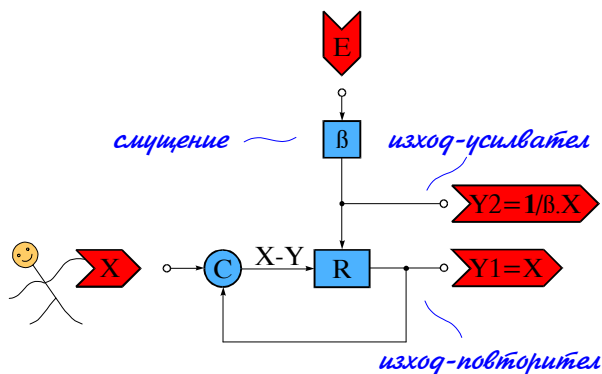 E
ß
смущение
изход-усилвател
Y2=1/ß.X
X
C
X-Y
R
Y1=X
изход-повторител